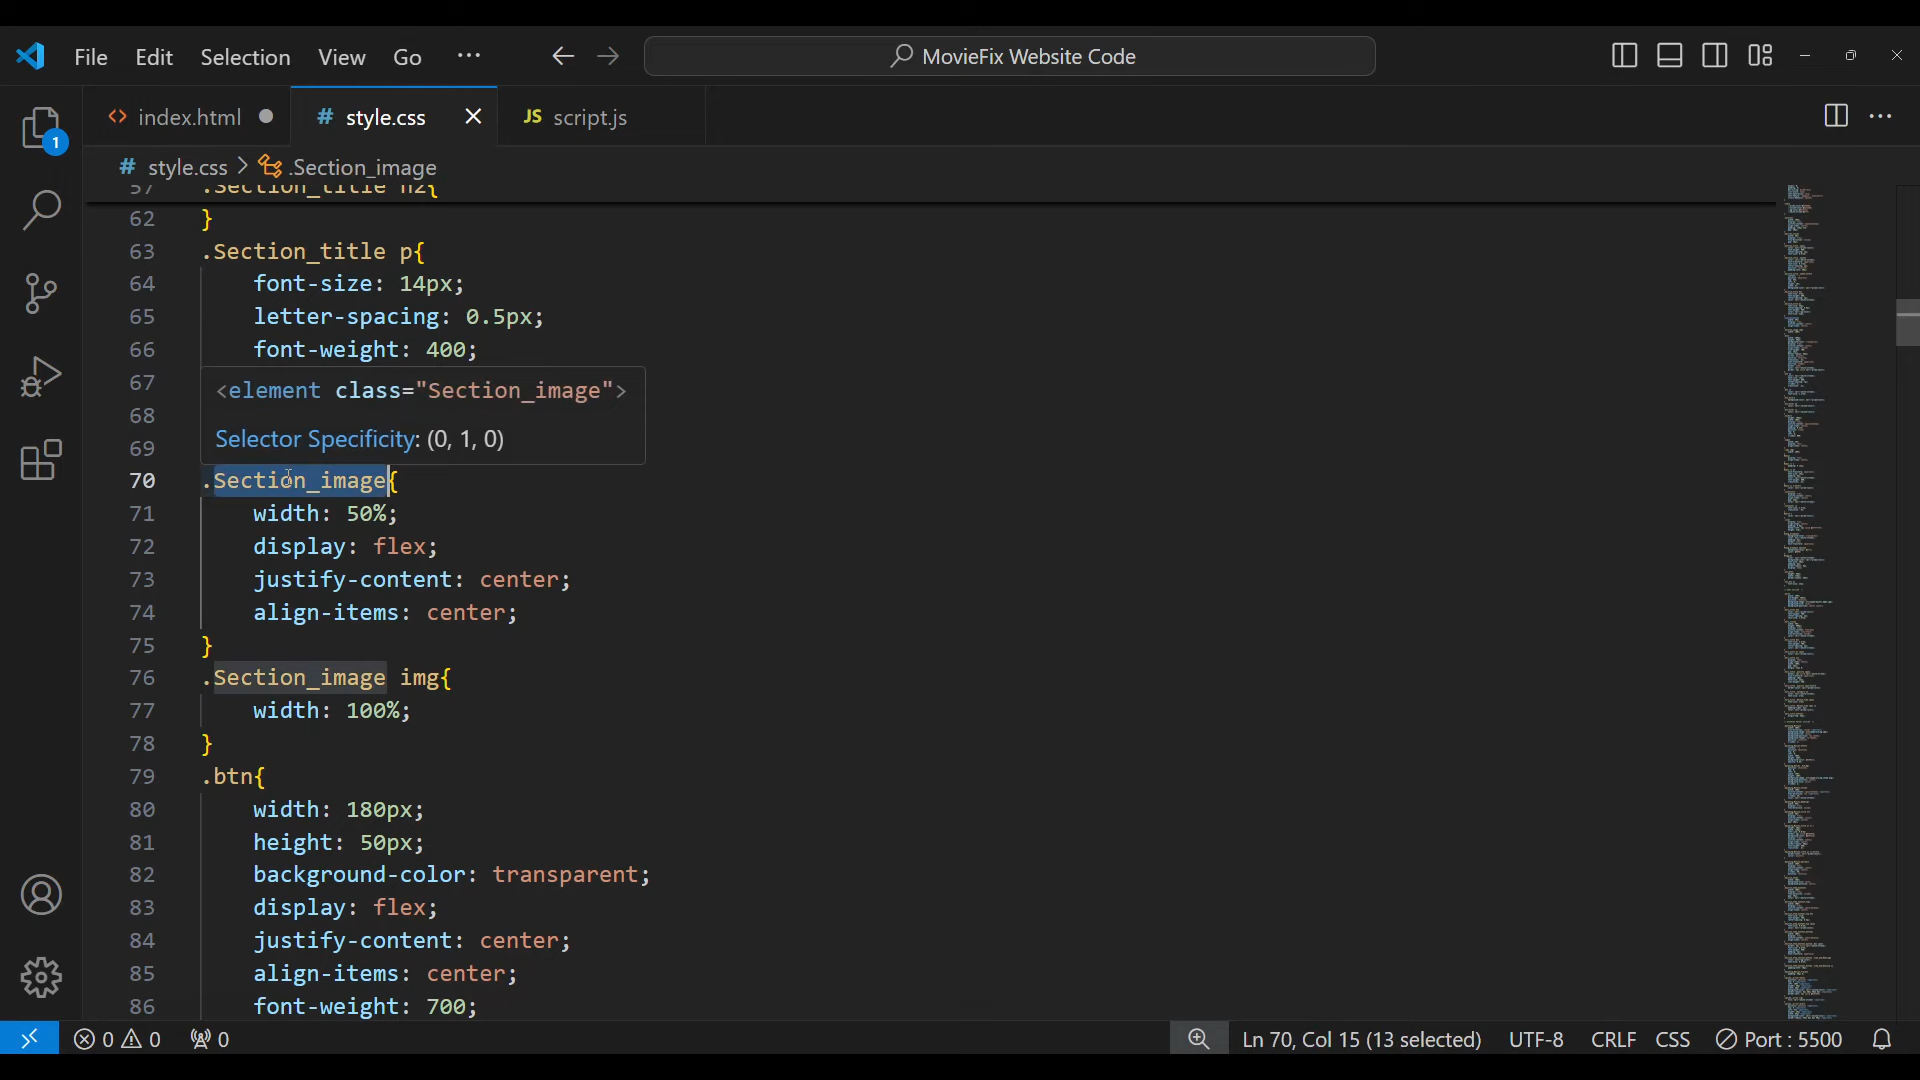 File Edit Selection View Go ··· MovieFix Website Code
1
<> index.html # style.css JS script.js
# style.css > .Section_image
57 .Section_title h2{
62 }
63 .Section_title p{
64 font-size: 14px;
65 letter-spacing: 0.5px;
66 font-weight: 400;
67
<element class="Section_image">
68
Selector Specificity: (0, 1, 0)
69
70 .Section_image{
71 width: 50%;
72 display: flex;
73 justify-content: center;
74 align-items: center;
75 }
76 .Section_image img{
77 width: 100%;
78 }
79 .btn{
80 width: 180px;
81 height: 50px;
82 background-color: transparent;
83 display: flex;
84 justify-content: center;
85 align-items: center;
86 font-weight: 700;
0 0 0 Ln 70, Col 15 (13 selected) UTF-8 CRLF CSS Port : 5500